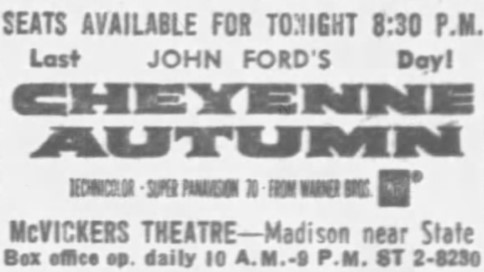 SEATS AVAILABLE FOR TONIGHT 8:30 P.M.
Last JOHN FORD'S Day!
CHEYENNE
AUTUMN
TECHNICOLOR - SUPER PANAVISION 70 - FROM WARNER BROS.
McVICKERS THEATRE—Madison near State
Box office op. daily 10 A.M.-9 P.M. ST 2-8230